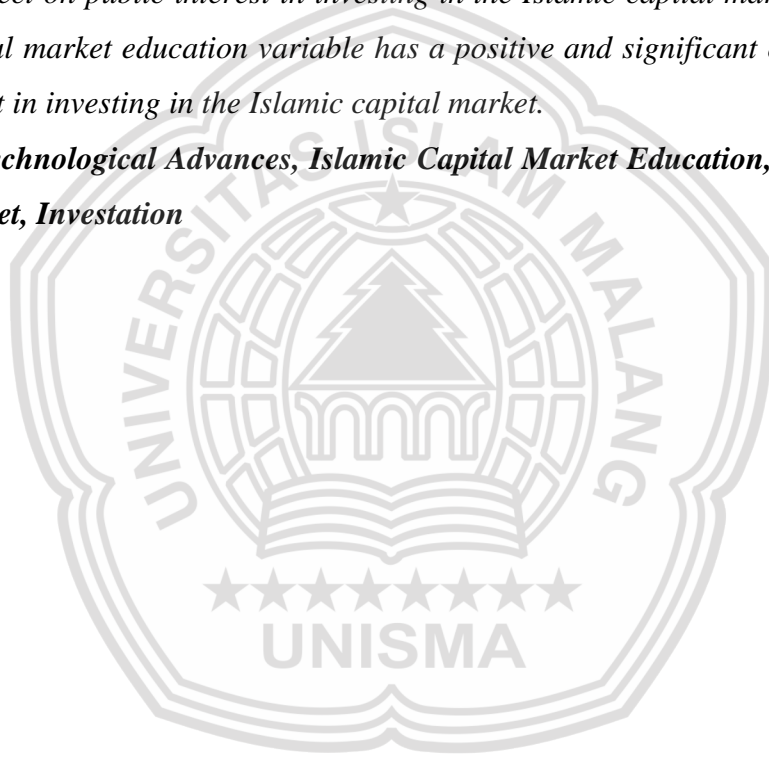 ect on public interest in investing in the Islamic capital mar
al market education variable has a positive and significant
t in investing in the Islamic capital market.
chnological Advances, Islamic Capital Market Education,
et, Investation
UNIVERSITAS ISLAM MALANG
UNISMA